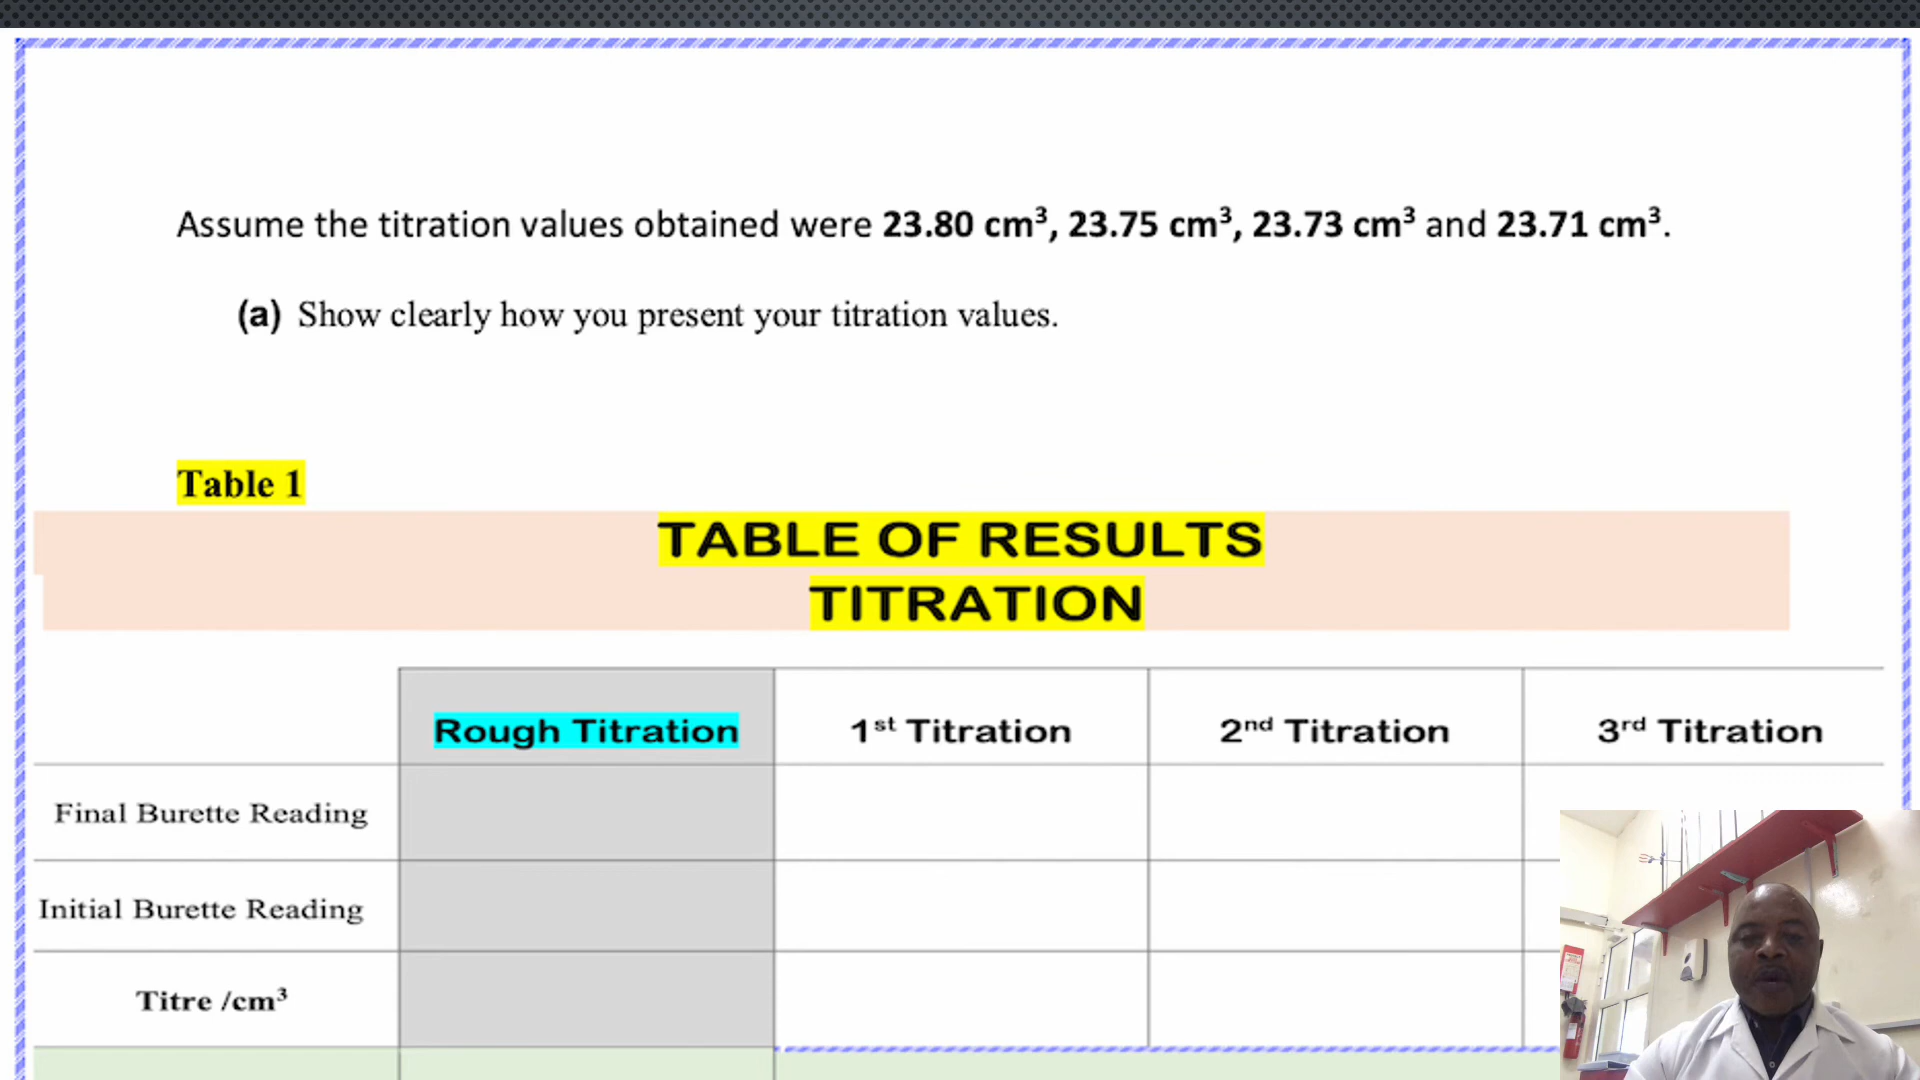 Assume the titration values obtained were 23.80 cm³, 23.75 cm³, 23.73 cm³ and 23.71 cm³.
(a) Show clearly how you present your titration values.
Table 1
TABLE OF RESULTS
TITRATION
Rough Titration 1ˢᵗ Titration 2ⁿᵈ Titration 3ʳᵈ Titration
Final Burette Reading
Initial Burette Reading
Titre /cm³